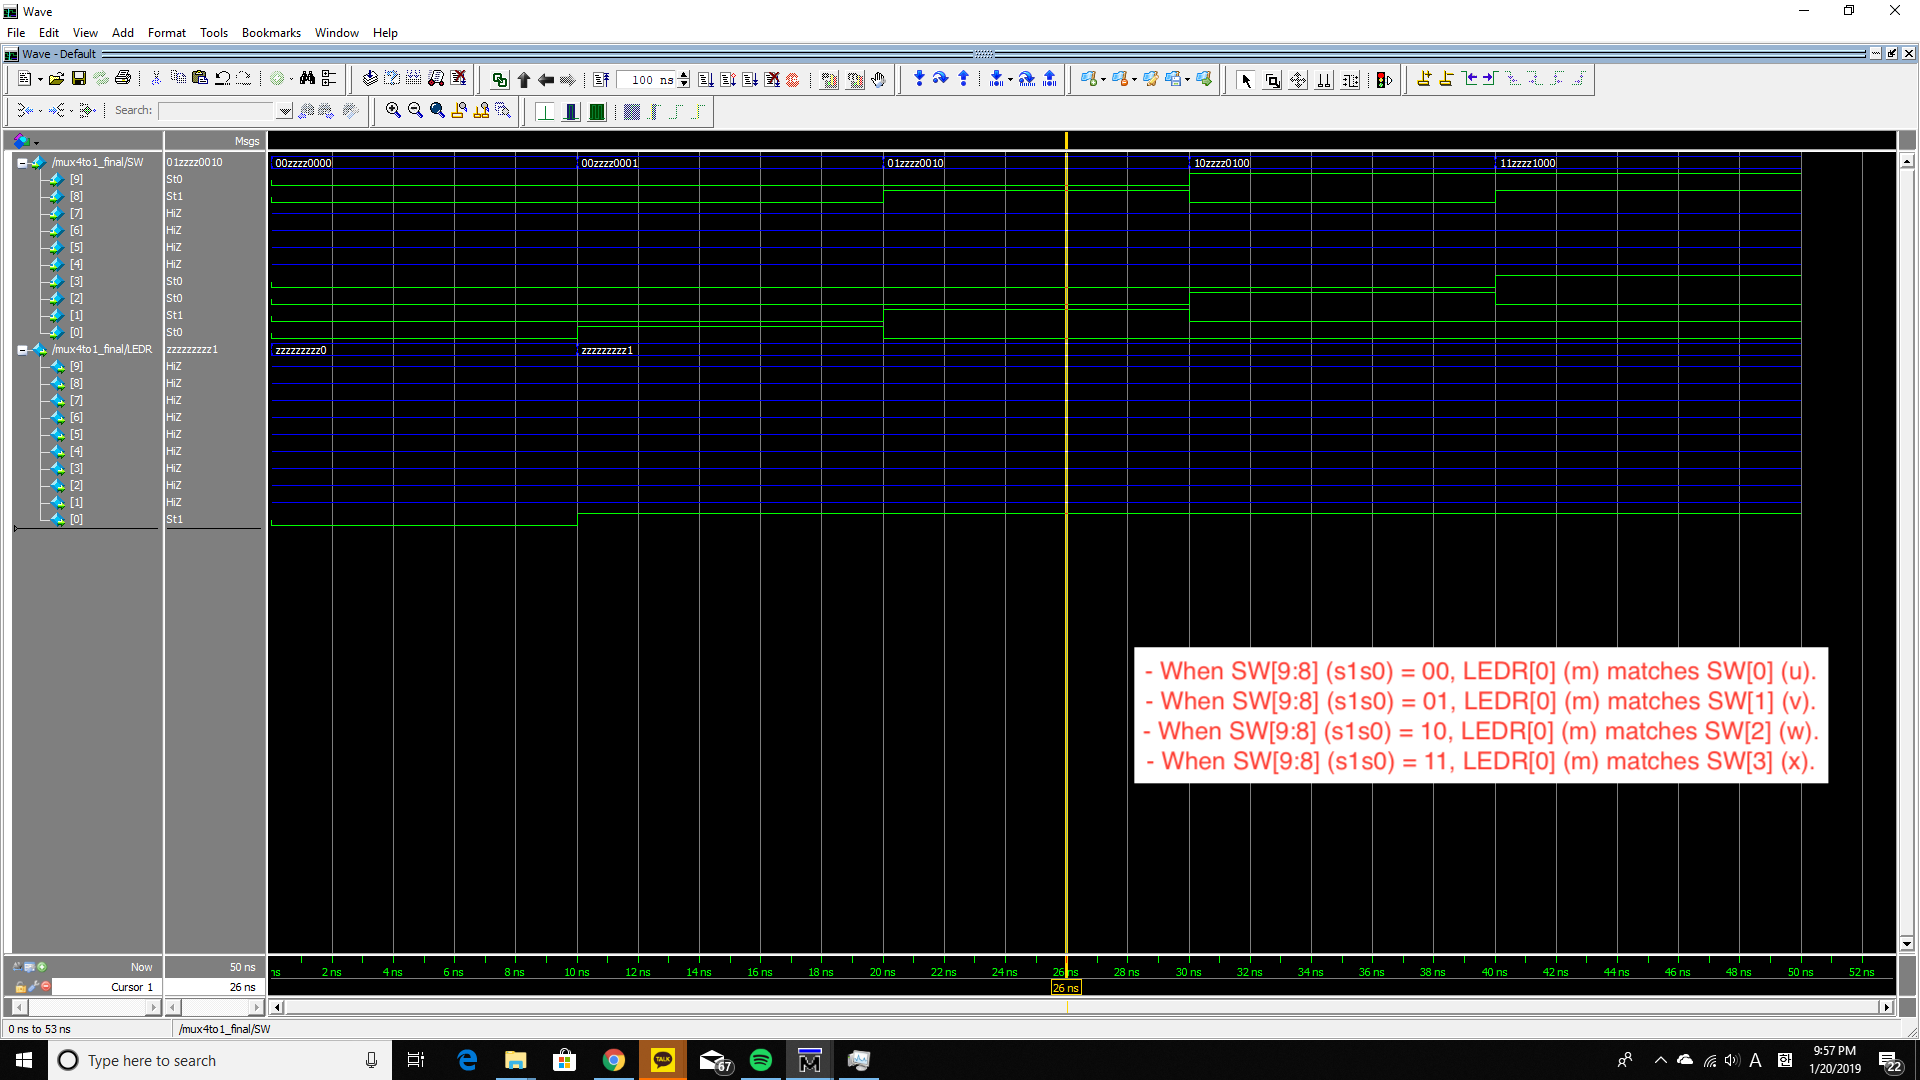 Wave
File Edit View Add Format Tools Bookmarks Window Help
Wave - Default
100 ns
Search:
Msgs
/mux4to1_final/SW 01zzzz0010 00zzzz0000 00zzzz0001 01zzzz0010 10zzzz0100 11zzzz1000
[9] St0
[8] St1
[7] HiZ
[6] HiZ
[5] HiZ
[4] HiZ
[3] St0
[2] St0
[1] St1
[0] St0
/mux4to1_final/LEDR zzzzzzzzz1 zzzzzzzzz0 zzzzzzzzz1
[9] HiZ
[8] HiZ
[7] HiZ
[6] HiZ
[5] HiZ
[4] HiZ
[3] HiZ
[2] HiZ
[1] HiZ
[0] St1
- When SW[9:8] (s1s0) = 00, LEDR[0] (m) matches SW[0] (u).
- When SW[9:8] (s1s0) = 01, LEDR[0] (m) matches SW[1] (v).
- When SW[9:8] (s1s0) = 10, LEDR[0] (m) matches SW[2] (w).
- When SW[9:8] (s1s0) = 11, LEDR[0] (m) matches SW[3] (x).
Now 50 ns ns 2 ns 4 ns 6 ns 8 ns 10 ns 12 ns 14 ns 16 ns 18 ns 20 ns 22 ns 24 ns 26 ns 28 ns 30 ns 32 ns 34 ns 36 ns 38 ns 40 ns 42 ns 44 ns 46 ns 48 ns 50 ns 52 ns
Cursor 1 26 ns 26 ns
0 ns to 53 ns /mux4to1_final/SW
Type here to search TALK 67 A 한 9:57 PM
1/20/2019 22